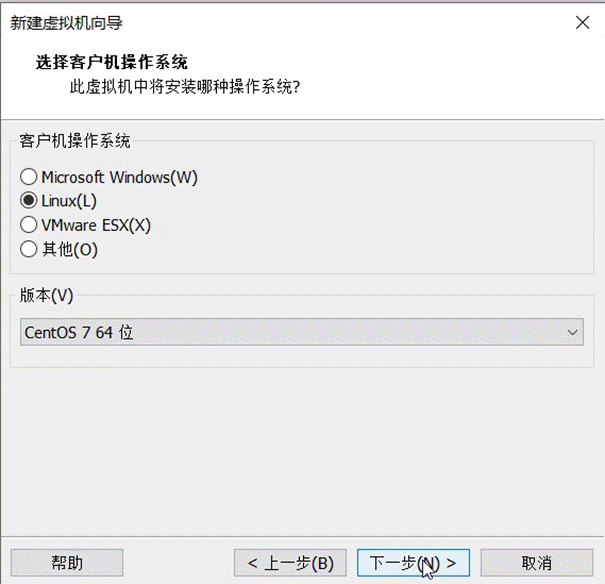 新建虚拟机向导
选择客户机操作系统
此虚拟机中将安装哪种操作系统?
客户机操作系统
Microsoft Windows(W)
Linux(L)
VMware ESX(X)
其他(O)
版本(V)
CentOS 7 64 位
帮助
< 上一步(B)
下一步(N) >
取消